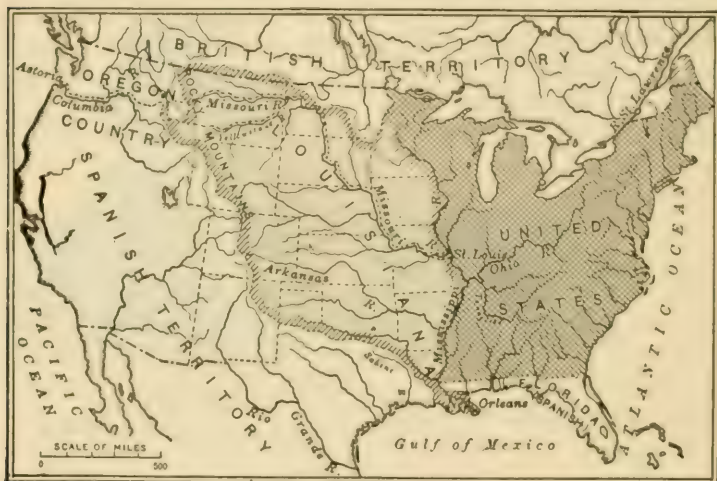 BRITISH TERRITORY
Astoria
OREGON
COUNTRY
Columbia
ROCKY MOUNTAINS
Missouri R.
LOUISIANA
Missouri R.
St. Lawrence
UNITED
STATES
St. Louis
Ohio R.
SPANISH TERRITORY
Arkansas R.
Mississippi
ATLANTIC OCEAN
PACIFIC
OCEAN
Sabine
Orleans
FLORIDA
(SPANISH)
Rio Grande R.
Gulf of Mexico
SCALE OF MILES
0 500